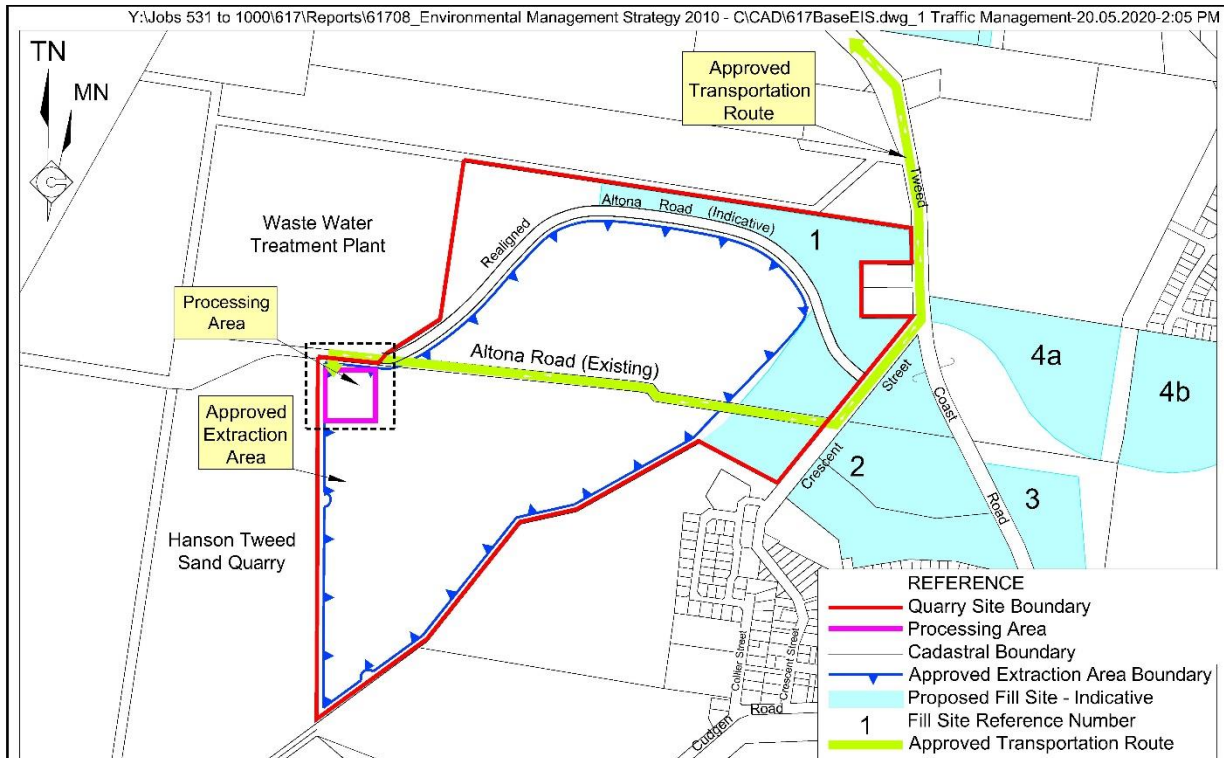 Y:\Jobs 531 to 1000\617\Reports\61708_Environmental Management Strategy 2010 - C\CAD\617BaseEIS.dwg_1 Traffic Management-20.05.2020-2:05 PM
TN
MN
Approved
Transportation
Route
Tweed
Waste Water
Treatment Plant
Realigned
Altona Road (Indicative)
1
Processing
Area
Altona Road (Existing)
Street
Crescent
Coast
Road
4a
4b
Approved
Extraction
Area
2
3
Hanson Tweed
Sand Quarry
Collier Street
Crescent Street
Cudgen Road
REFERENCE
Quarry Site Boundary
Processing Area
Cadastral Boundary
Approved Extraction Area Boundary
Proposed Fill Site - Indicative
1 Fill Site Reference Number
Approved Transportation Route